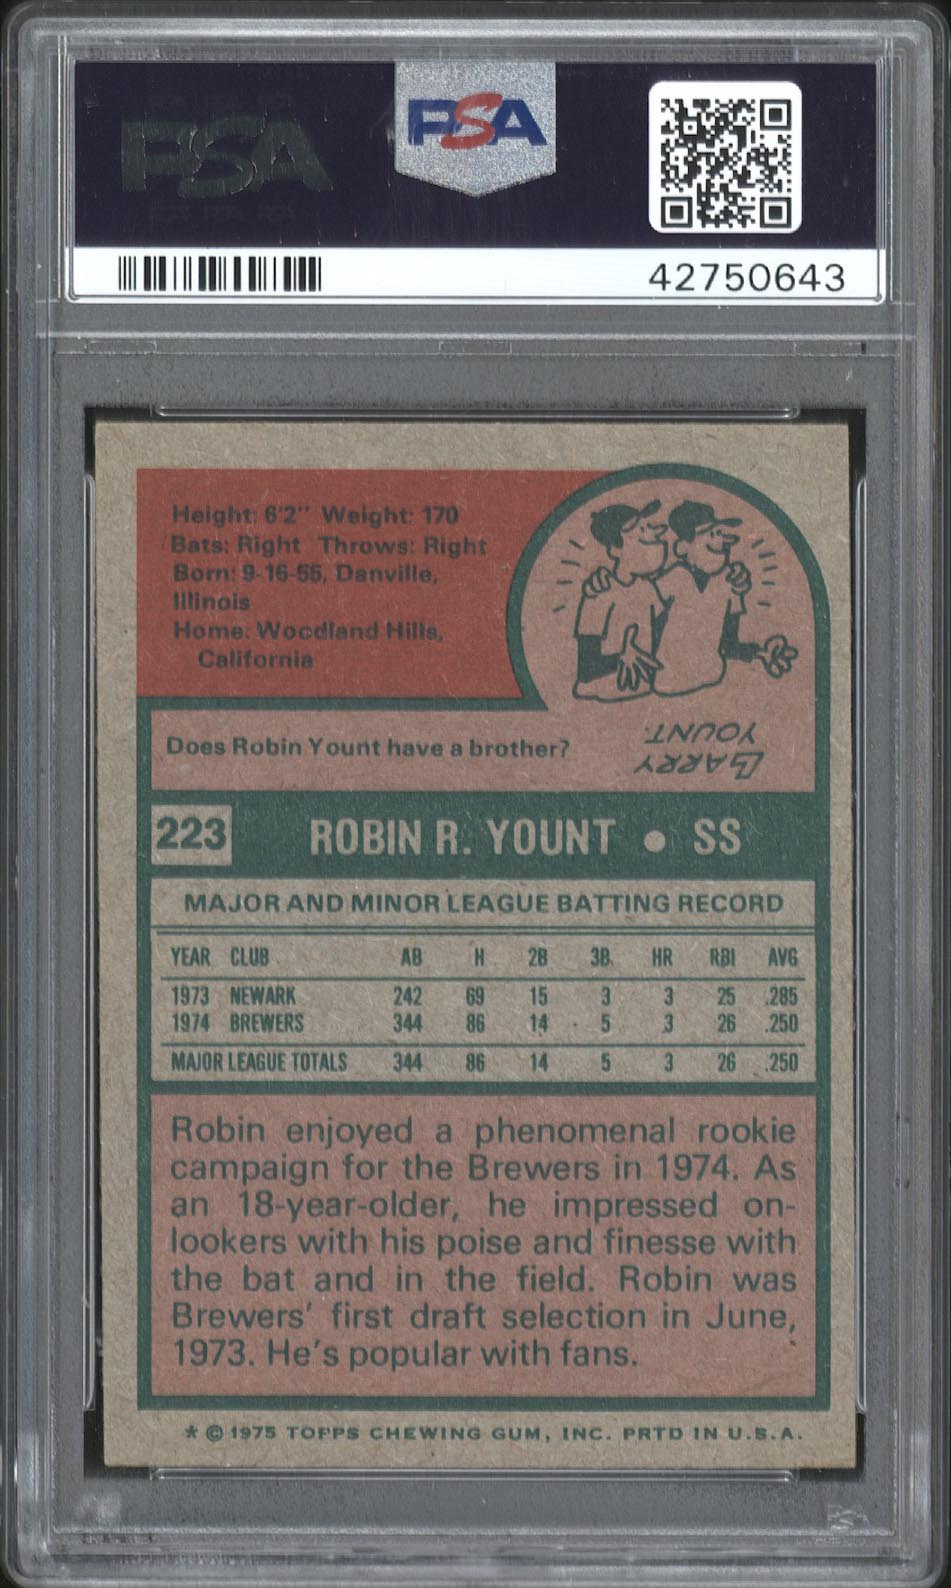 PSA
PSA
42750643
Height: 6'2" Weight: 170
Bats: Right Throws: Right
Born: 9-16-55, Danville,
Illinois
Home: Woodland Hills,
California
Does Robin Yount have a brother?
LARRY
YOUNT.
223 ROBIN R. YOUNT • SS
MAJOR AND MINOR LEAGUE BATTING RECORD
YEAR CLUB AB H 2B 3B HR RBI AVG
1973 NEWARK 242 69 15 3 3 25 .285
1974 BREWERS 344 86 14 5 3 26 .250
MAJOR LEAGUE TOTALS 344 86 14 5 3 26 .250
Robin enjoyed a phenomenal rookie
campaign for the Brewers in 1974. As
an 18-year-older, he impressed on-
lookers with his poise and finesse with
the bat and in the field. Robin was
Brewers' first draft selection in June,
1973. He's popular with fans.
* © 1975 TOPPS CHEWING GUM, INC. PRTD IN U.S.A.